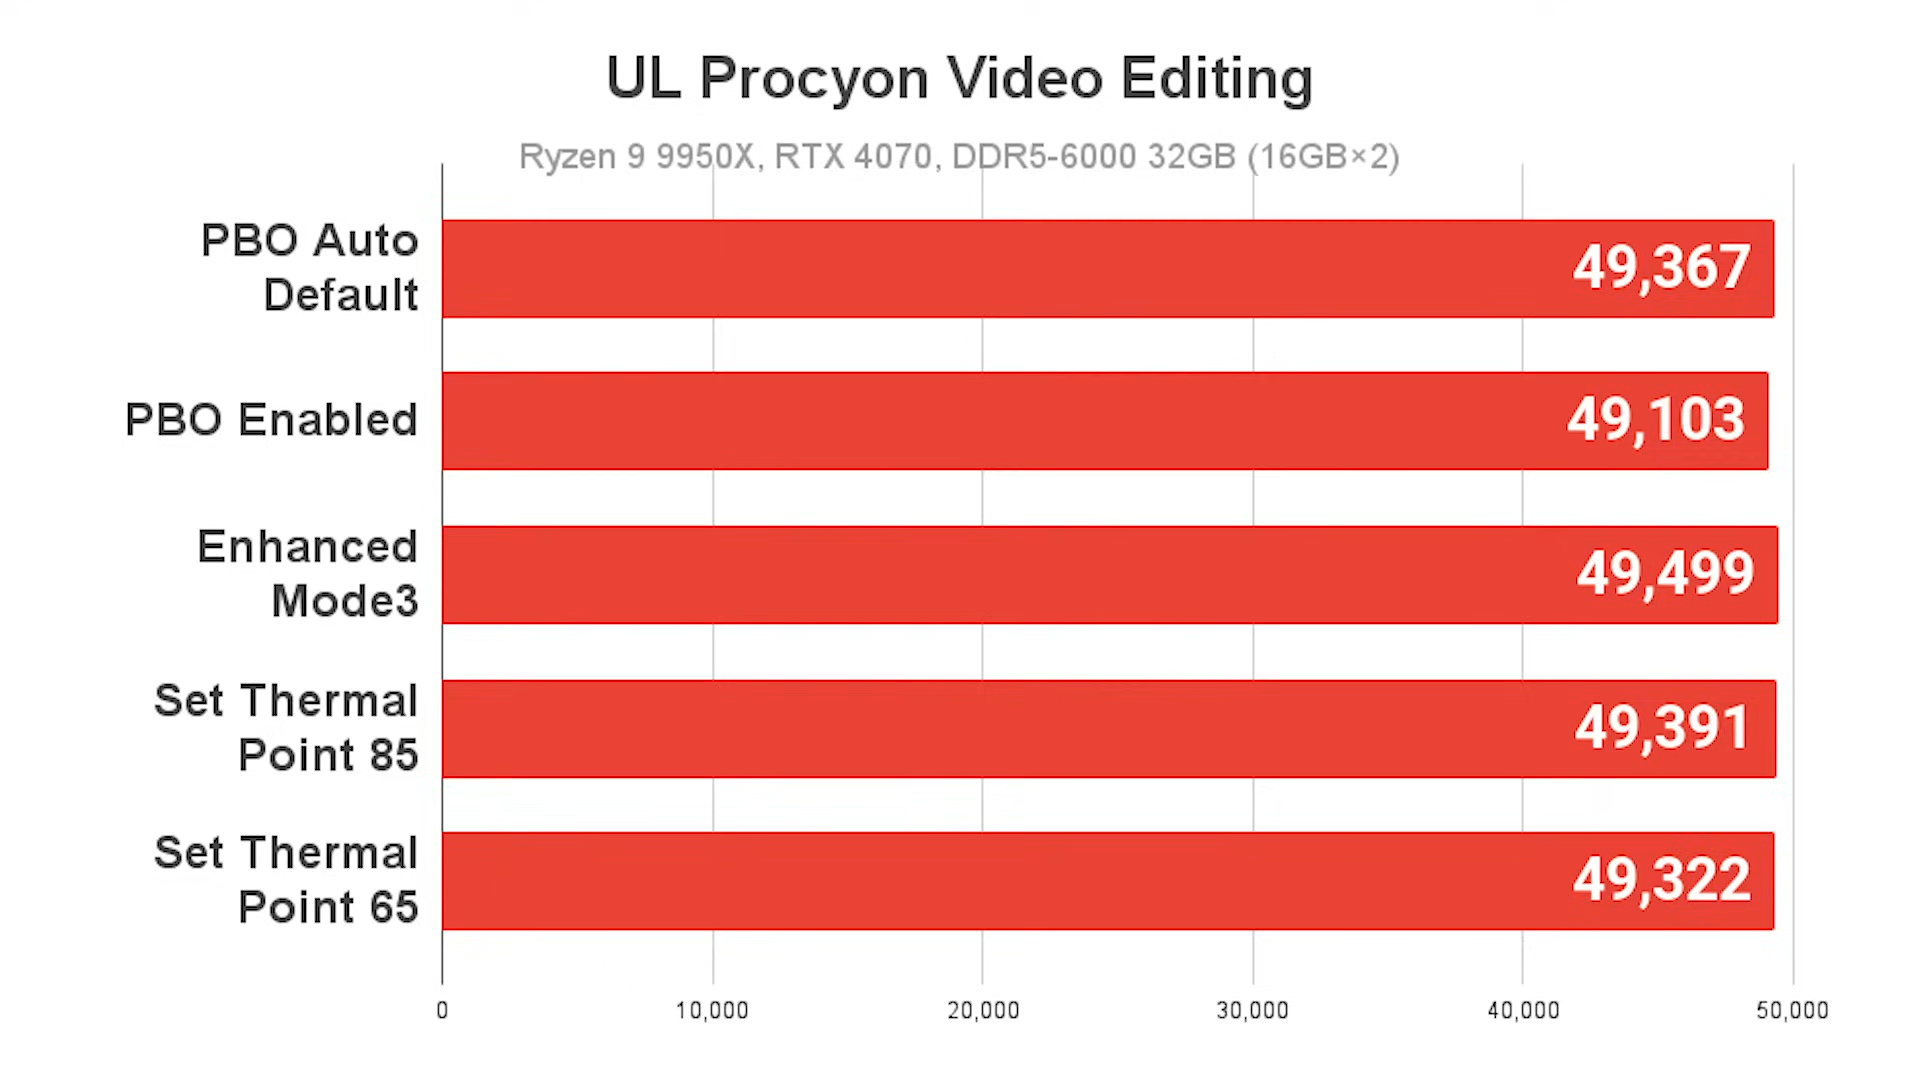 UL Procyon Video Editing
Ryzen 9 9950X, RTX 4070, DDR5-6000 32GB (16GB×2)
PBO Auto
Default
49,367
PBO Enabled
49,103
Enhanced
Mode3
49,499
Set Thermal
Point 85
49,391
Set Thermal
Point 65
49,322
0
10,000
20,000
30,000
40,000
50,000